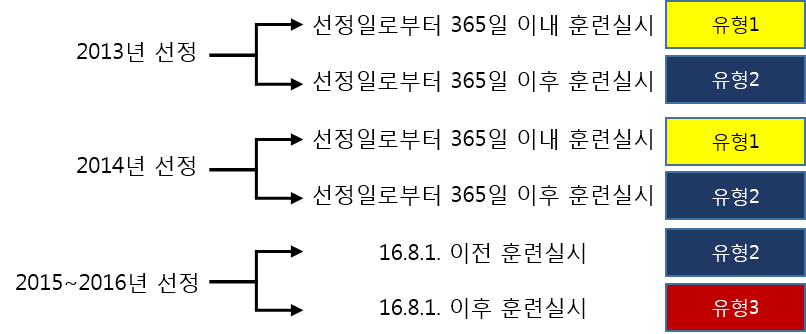 2013년 선정
선정일로부터 365일 이내 훈련실시 유형1
선정일로부터 365일 이후 훈련실시 유형2
2014년 선정
선정일로부터 365일 이내 훈련실시 유형1
선정일로부터 365일 이후 훈련실시 유형2
2015~2016년 선정
16.8.1. 이전 훈련실시 유형2
16.8.1. 이후 훈련실시 유형3